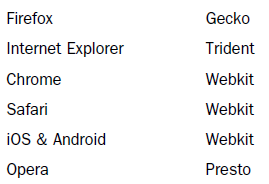 Firefox Gecko
Internet Explorer Trident
Chrome Webkit
Safari Webkit
iOS & Android Webkit
Opera Presto